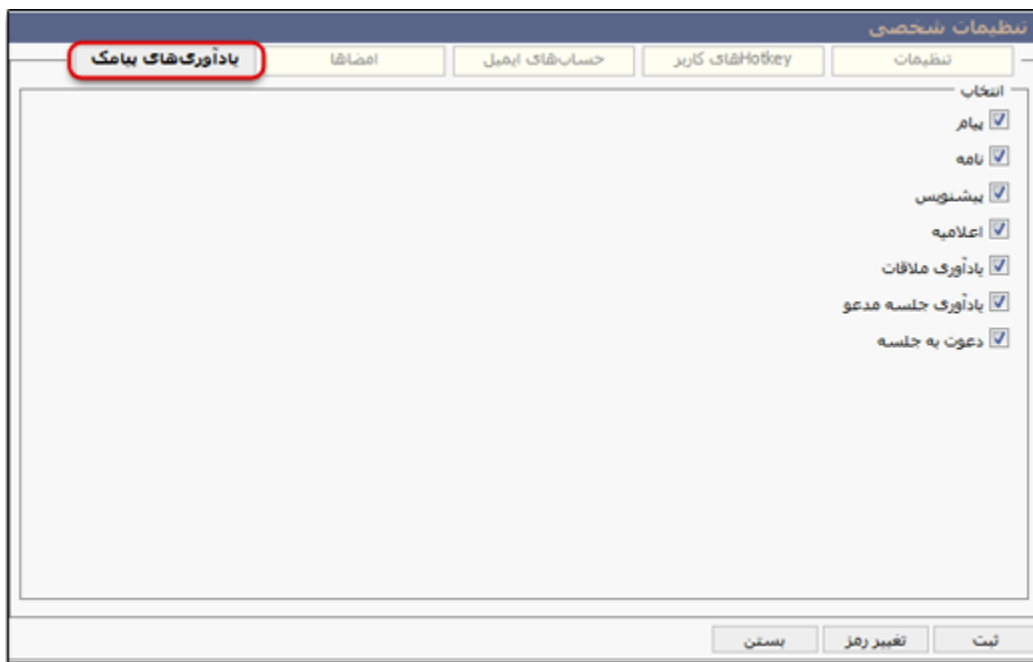 تنظیمات شخصی
تنظیمات Hotkeyهای کاربر حساب‌های ایمیل امضاها یادآوری‌های پیامک
انتخاب
پیام
نامه
پیشنویس
اعلامیه
یادآوری ملاقات
یادآوری جلسه مدعو
دعوت به جلسه
ثبت تغییر رمز بستن